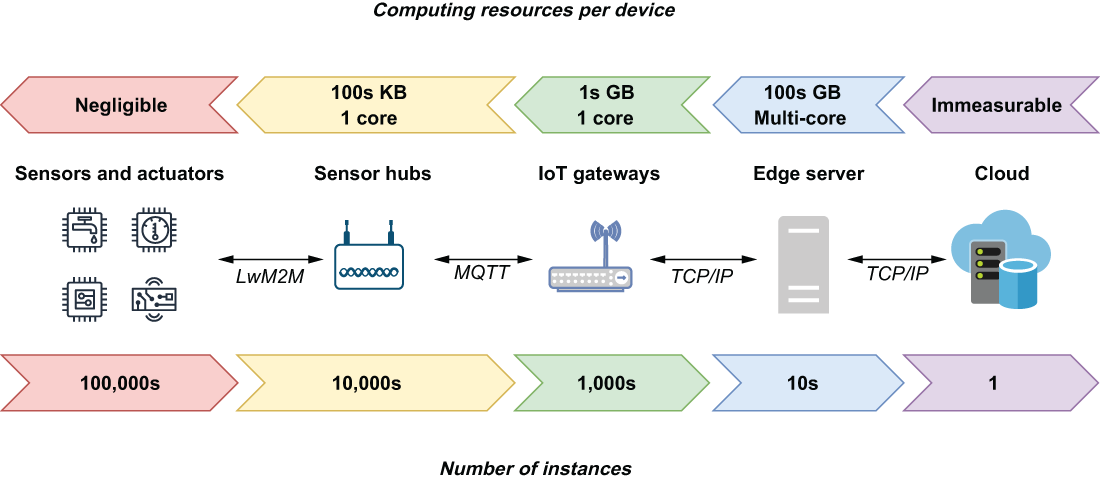 Computing resources per device
Negligible
100s KB
1 core
1s GB
1 core
100s GB
Multi-core
Immeasurable
Sensors and actuators
Sensor hubs
IoT gateways
Edge server
Cloud
LwM2M
MQTT
TCP/IP
TCP/IP
100,000s
10,000s
1,000s
10s
1
Number of instances